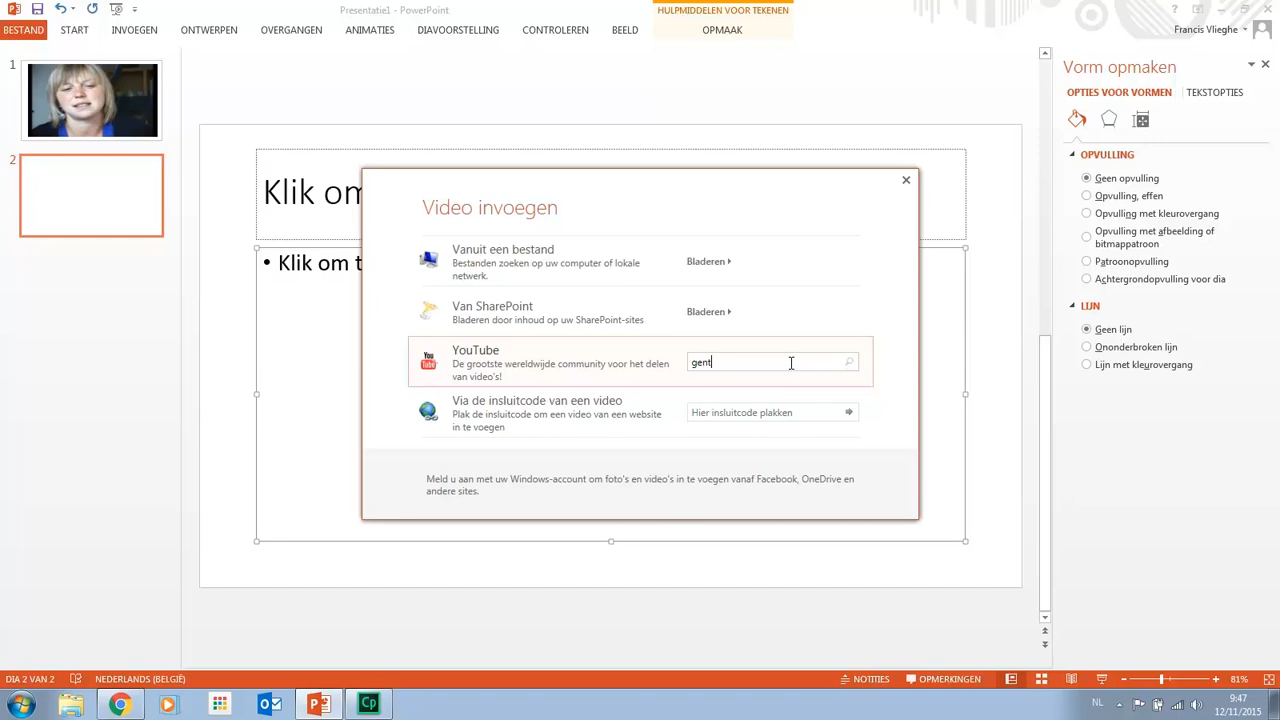 Presentatie1 - PowerPoint
HULPMIDDELEN VOOR TEKENEN
BESTAND START INVOEGEN ONTWERPEN OVERGANGEN ANIMATIES DIAVOORSTELLING CONTROLEREN BEELD OPMAAK
Francis Vlieghe
1
2
Klik om
• Klik om t
Video invoegen
Vanuit een bestand
Bestanden zoeken op uw computer of lokale
netwerk.
Bladeren
Van SharePoint
Bladeren door inhoud op uw SharePoint-sites
Bladeren
YouTube
De grootste wereldwijde community voor het delen
van video's!
gent
Via de insluitcode van een video
Plak de insluitcode om een video van een website
in te voegen
Hier insluitcode plakken
Meld u aan met uw Windows-account om foto's en video's in te voegen vanaf Facebook, OneDrive en
andere sites.
Vorm opmaken
OPTIES VOOR VORMEN TEKSTOPTIES
OPVULLING
Geen opvulling
Opvulling, effen
Opvulling met kleurovergang
Opvulling met afbeelding of
bitmappatroon
Patroonopvulling
Achtergrondopvulling voor dia
LIJN
Geen lijn
Ononderbroken lijn
Lijn met kleurovergang
DIA 2 VAN 2 NEDERLANDS (BELGIË) NOTITIES OPMERKINGEN 81%
NL 9:47
12/11/2015